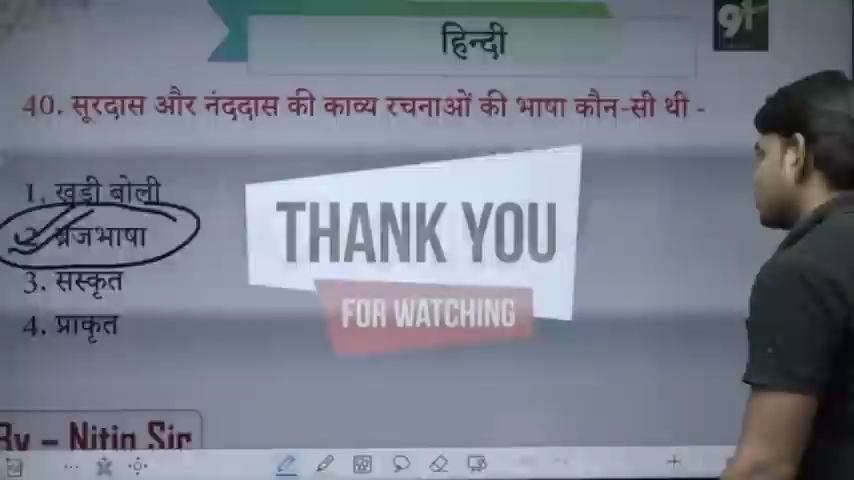 हिन्दी
40. सूरदास और नंददास की काव्य रचनाओं की भाषा कौन-सी थी -
1. खड़ी बोली
2. ब्रजभाषा
3. संस्कृत
4. प्राकृत
THANK YOU
FOR WATCHING
By – Nitin Sir